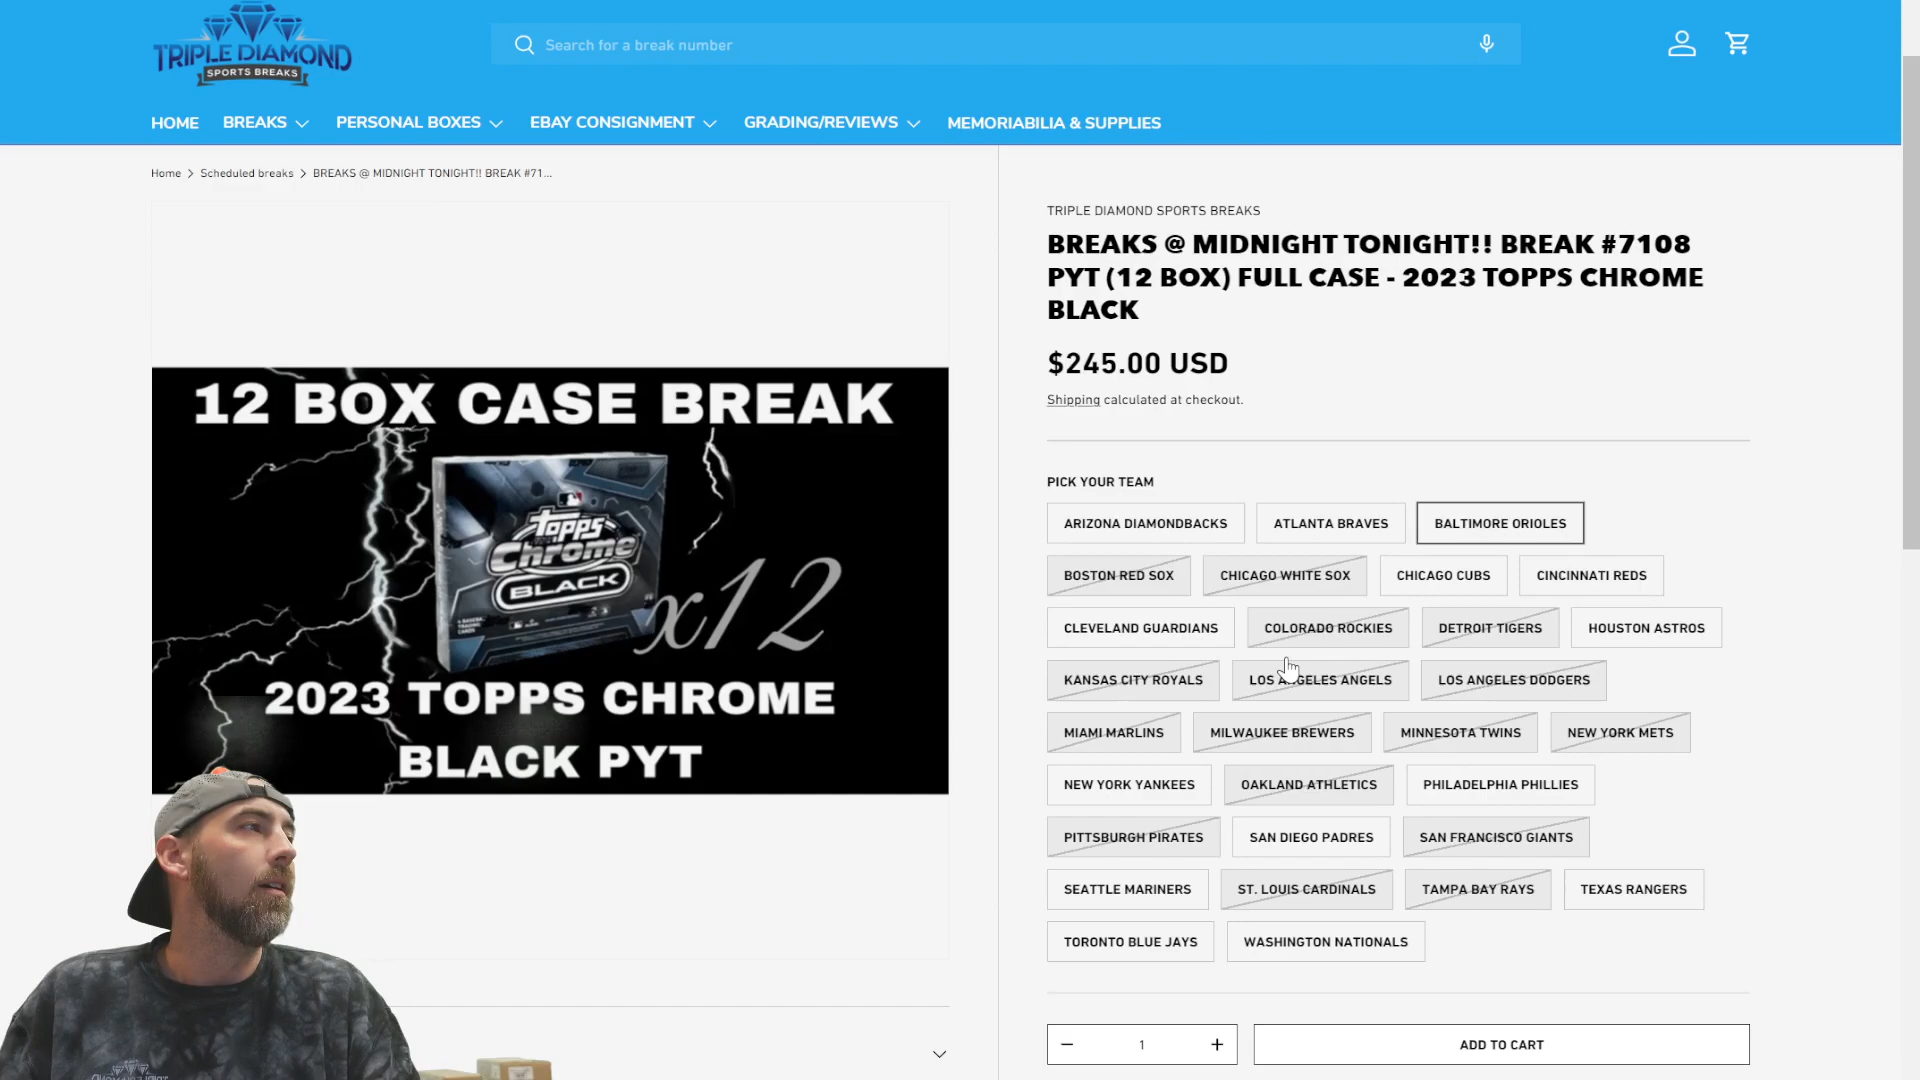 TRIPLE DIAMOND
SPORTS BREAKS
Search for a break number
HOME
BREAKS
PERSONAL BOXES
EBAY CONSIGNMENT
GRADING/REVIEWS
MEMORIABILIA & SUPPLIES
Home > Scheduled breaks > BREAKS @ MIDNIGHT TONIGHT!! BREAK #71...
12 BOX CASE BREAK
Topps
Chrome
BLACK
x12
2023 TOPPS CHROME
BLACK PYT
TRIPLE DIAMOND SPORTS BREAKS
BREAKS @ MIDNIGHT TONIGHT!! BREAK #7108
PYT (12 BOX) FULL CASE - 2023 TOPPS CHROME
BLACK
$245.00 USD
Shipping calculated at checkout.
PICK YOUR TEAM
ARIZONA DIAMONDBACKS
ATLANTA BRAVES
BALTIMORE ORIOLES
BOSTON RED SOX
CHICAGO WHITE SOX
CHICAGO CUBS
CINCINNATI REDS
CLEVELAND GUARDIANS
COLORADO ROCKIES
DETROIT TIGERS
HOUSTON ASTROS
KANSAS CITY ROYALS
LOS ANGELES ANGELS
LOS ANGELES DODGERS
MIAMI MARLINS
MILWAUKEE BREWERS
MINNESOTA TWINS
NEW YORK METS
NEW YORK YANKEES
OAKLAND ATHLETICS
PHILADELPHIA PHILLIES
PITTSBURGH PIRATES
SAN DIEGO PADRES
SAN FRANCISCO GIANTS
SEATTLE MARINERS
ST. LOUIS CARDINALS
TAMPA BAY RAYS
TEXAS RANGERS
TORONTO BLUE JAYS
WASHINGTON NATIONALS
1
ADD TO CART